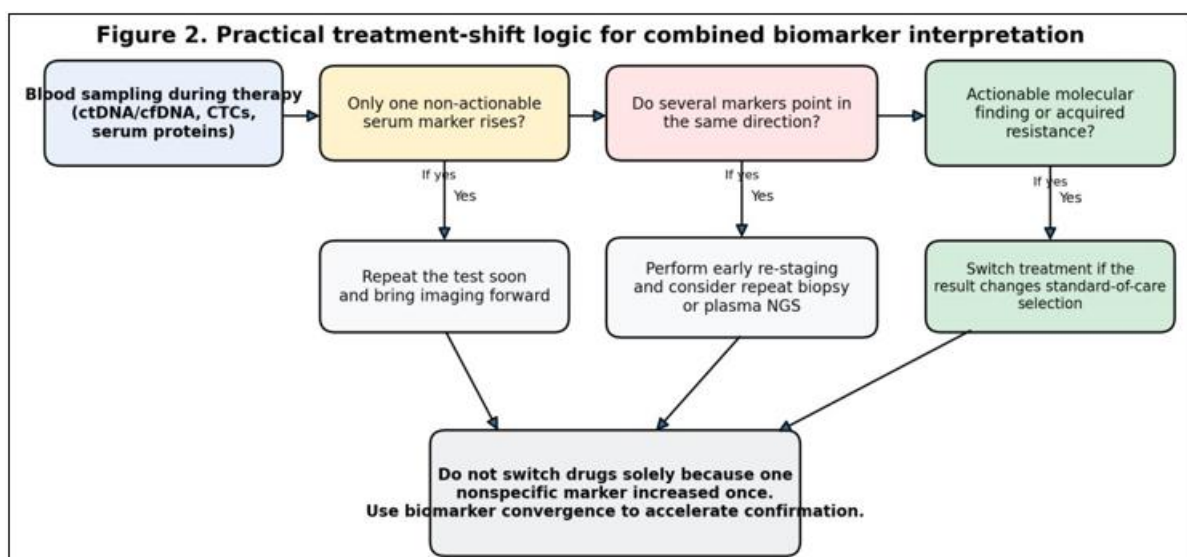 Figure 2. Practical treatment-shift logic for combined biomarker interpretation
Blood sampling during therapy
(ctDNA/cfDNA, CTCs,
serum proteins)
Only one non-actionable
serum marker rises?
Do several markers point in
the same direction?
Actionable molecular
finding or acquired
resistance?
If yes
Yes
If yes
Yes
If yes
Yes
Repeat the test soon
and bring imaging forward
Perform early re-staging
and consider repeat biopsy
or plasma NGS
Switch treatment if the
result changes standard-of-care
selection
Do not switch drugs solely because one
nonspecific marker increased once.
Use biomarker convergence to accelerate confirmation.